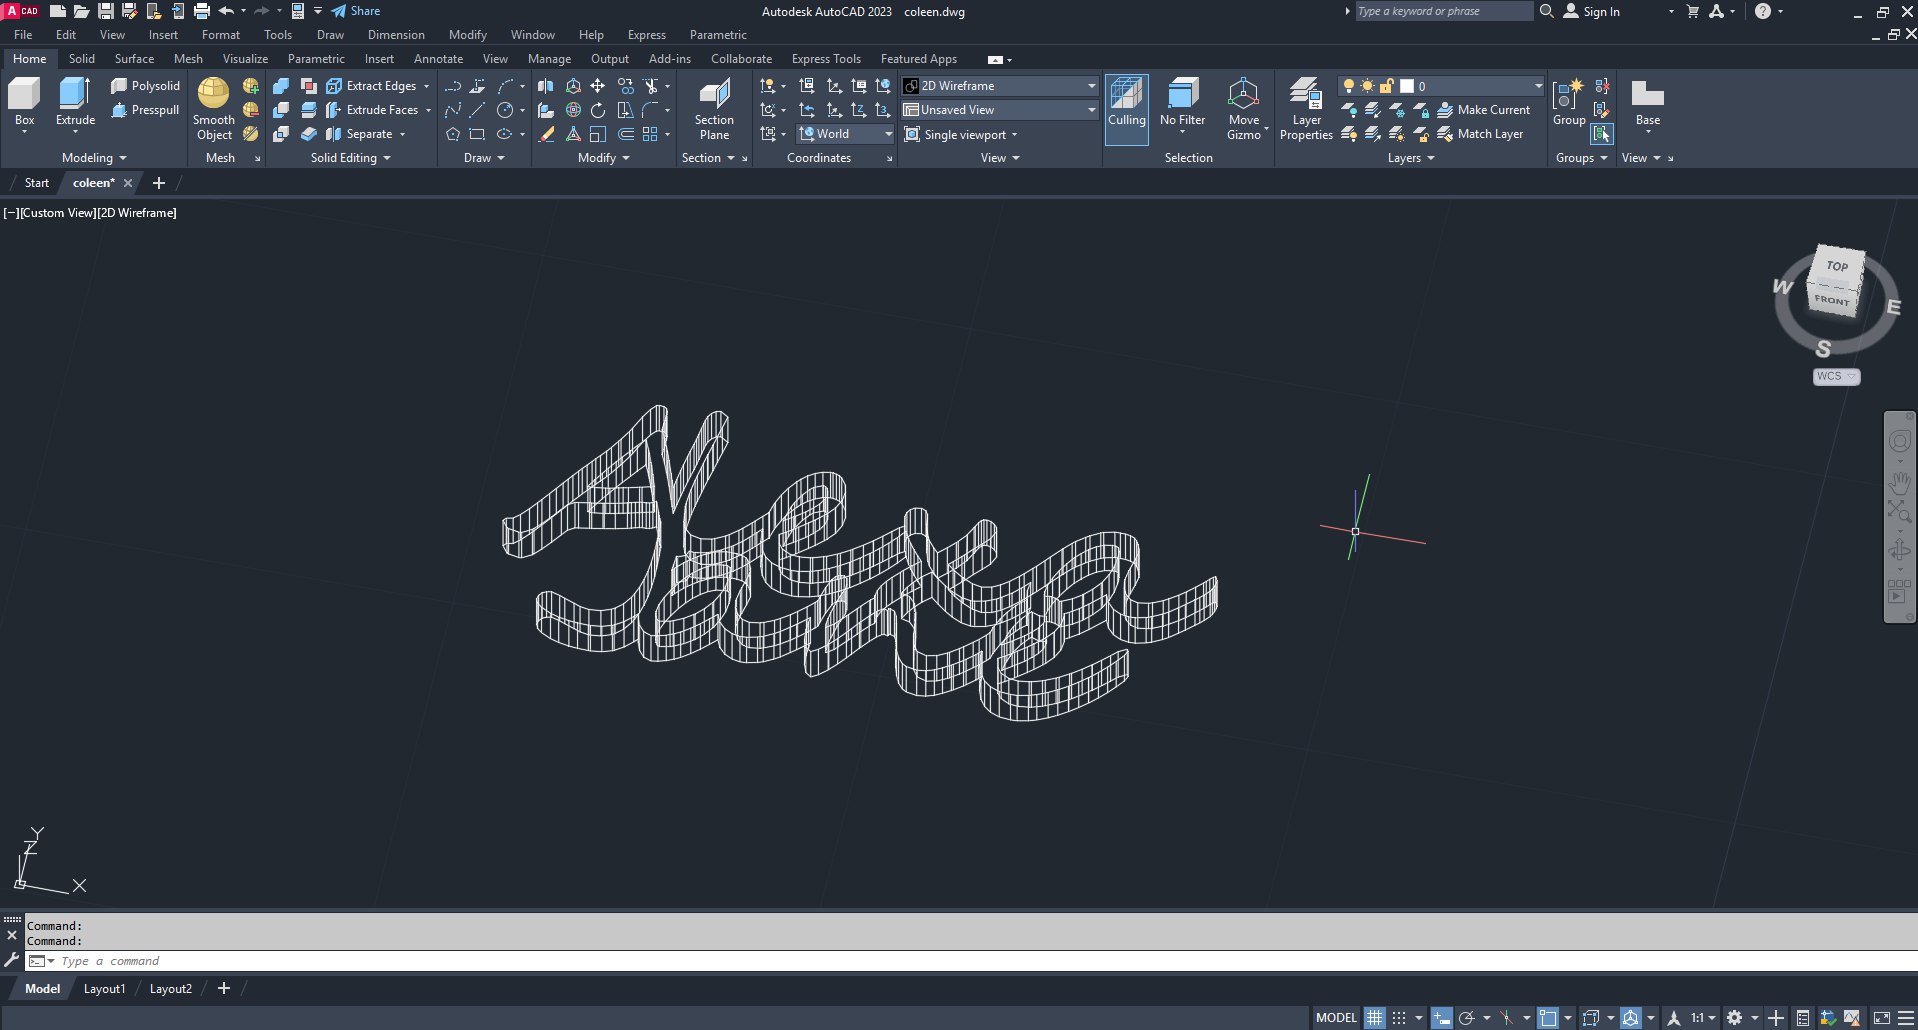 A CAD Share Autodesk AutoCAD 2023 coleen.dwg Type a keyword or phrase Sign In
File Edit View Insert Format Tools Draw Dimension Modify Window Help Express Parametric
Home Solid Surface Mesh Visualize Parametric Insert Annotate View Manage Output Add-ins Collaborate Express Tools Featured Apps
Polysolid Extract Edges 2D Wireframe 0
Presspull Extrude Faces Unsaved View Make Current
Box Extrude Smooth Object Separate World Section Plane Single viewport Culling No Filter Move Gizmo Layer Properties Match Layer Group Base
Modeling Mesh Solid Editing Draw Modify Section Coordinates View Selection Layers Groups View
Start coleen* +
[−][Custom View][2D Wireframe]
TOP
FRONT
W E
S
WCS
Y
Z
X
Command:
Command:
Type a command
Model Layout1 Layout2 +
MODEL 1:1